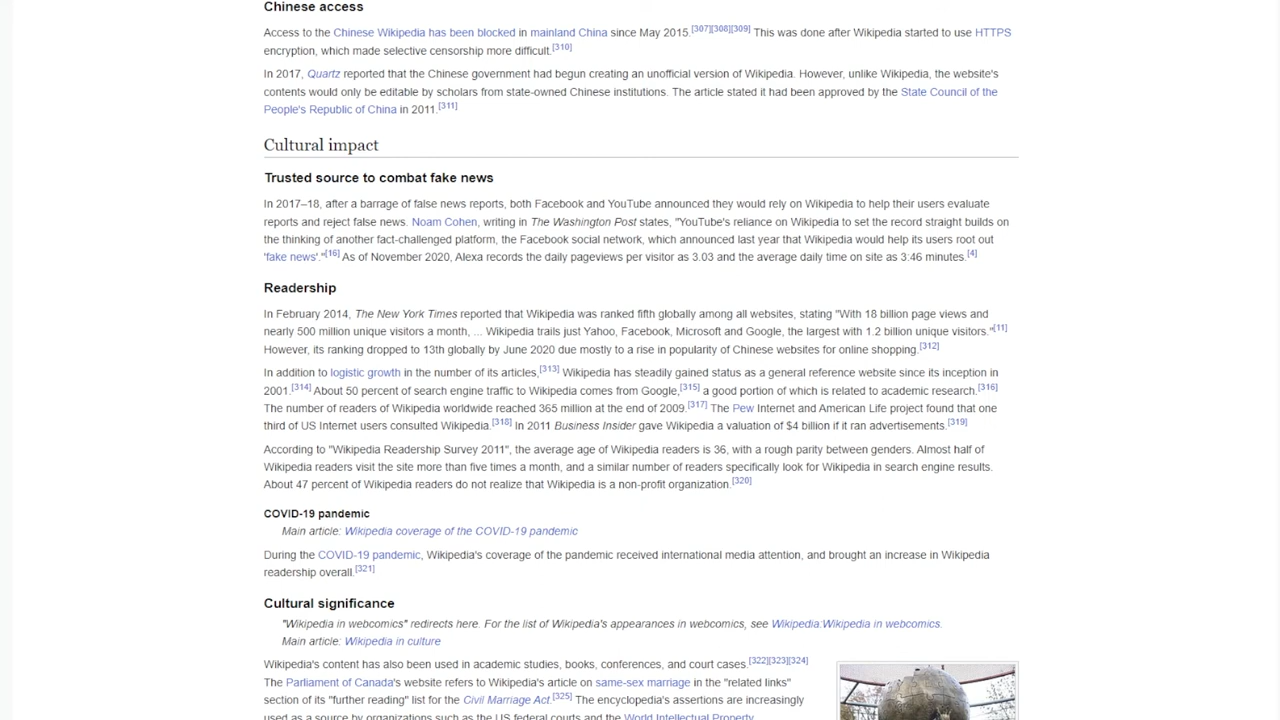 Chinese access
Access to the Chinese Wikipedia has been blocked in mainland China since May 2015.[307][308][309] This was done after Wikipedia started to use HTTPS
encryption, which made selective censorship more difficult.[310]
In 2017, Quartz reported that the Chinese government had begun creating an unofficial version of Wikipedia. However, unlike Wikipedia, the website's
contents would only be editable by scholars from state-owned Chinese institutions. The article stated it had been approved by the State Council of the
People's Republic of China in 2011.[311]
Cultural impact
Trusted source to combat fake news
In 2017–18, after a barrage of false news reports, both Facebook and YouTube announced they would rely on Wikipedia to help their users evaluate
reports and reject false news. Noam Cohen, writing in The Washington Post states, "YouTube's reliance on Wikipedia to set the record straight builds on
the thinking of another fact-challenged platform, the Facebook social network, which announced last year that Wikipedia would help its users root out
'fake news'."[16] As of November 2020, Alexa records the daily pageviews per visitor as 3.03 and the average daily time on site as 3:46 minutes.[4]
Readership
In February 2014, The New York Times reported that Wikipedia was ranked fifth globally among all websites, stating "With 18 billion page views and
nearly 500 million unique visitors a month, ... Wikipedia trails just Yahoo, Facebook, Microsoft and Google, the largest with 1.2 billion unique visitors."[11]
However, its ranking dropped to 13th globally by June 2020 due mostly to a rise in popularity of Chinese websites for online shopping.[312]
In addition to logistic growth in the number of its articles,[313] Wikipedia has steadily gained status as a general reference website since its inception in
2001.[314] About 50 percent of search engine traffic to Wikipedia comes from Google,[315] a good portion of which is related to academic research.[316]
The number of readers of Wikipedia worldwide reached 365 million at the end of 2009.[317] The Pew Internet and American Life project found that one
third of US Internet users consulted Wikipedia.[318] In 2011 Business Insider gave Wikipedia a valuation of $4 billion if it ran advertisements.[319]
According to "Wikipedia Readership Survey 2011", the average age of Wikipedia readers is 36, with a rough parity between genders. Almost half of
Wikipedia readers visit the site more than five times a month, and a similar number of readers specifically look for Wikipedia in search engine results.
About 47 percent of Wikipedia readers do not realize that Wikipedia is a non-profit organization.[320]
COVID-19 pandemic
Main article: Wikipedia coverage of the COVID-19 pandemic
During the COVID-19 pandemic, Wikipedia's coverage of the pandemic received international media attention, and brought an increase in Wikipedia
readership overall.[321]
Cultural significance
"Wikipedia in webcomics" redirects here. For the list of Wikipedia's appearances in webcomics, see Wikipedia:Wikipedia in webcomics.
Main article: Wikipedia in culture
Wikipedia's content has also been used in academic studies, books, conferences, and court cases.[322][323][324]
The Parliament of Canada's website refers to Wikipedia's article on same-sex marriage in the "related links"
section of its "further reading" list for the Civil Marriage Act.[325] The encyclopedia's assertions are increasingly
used as a source by organizations such as the US federal courts and the World Intellectual Property